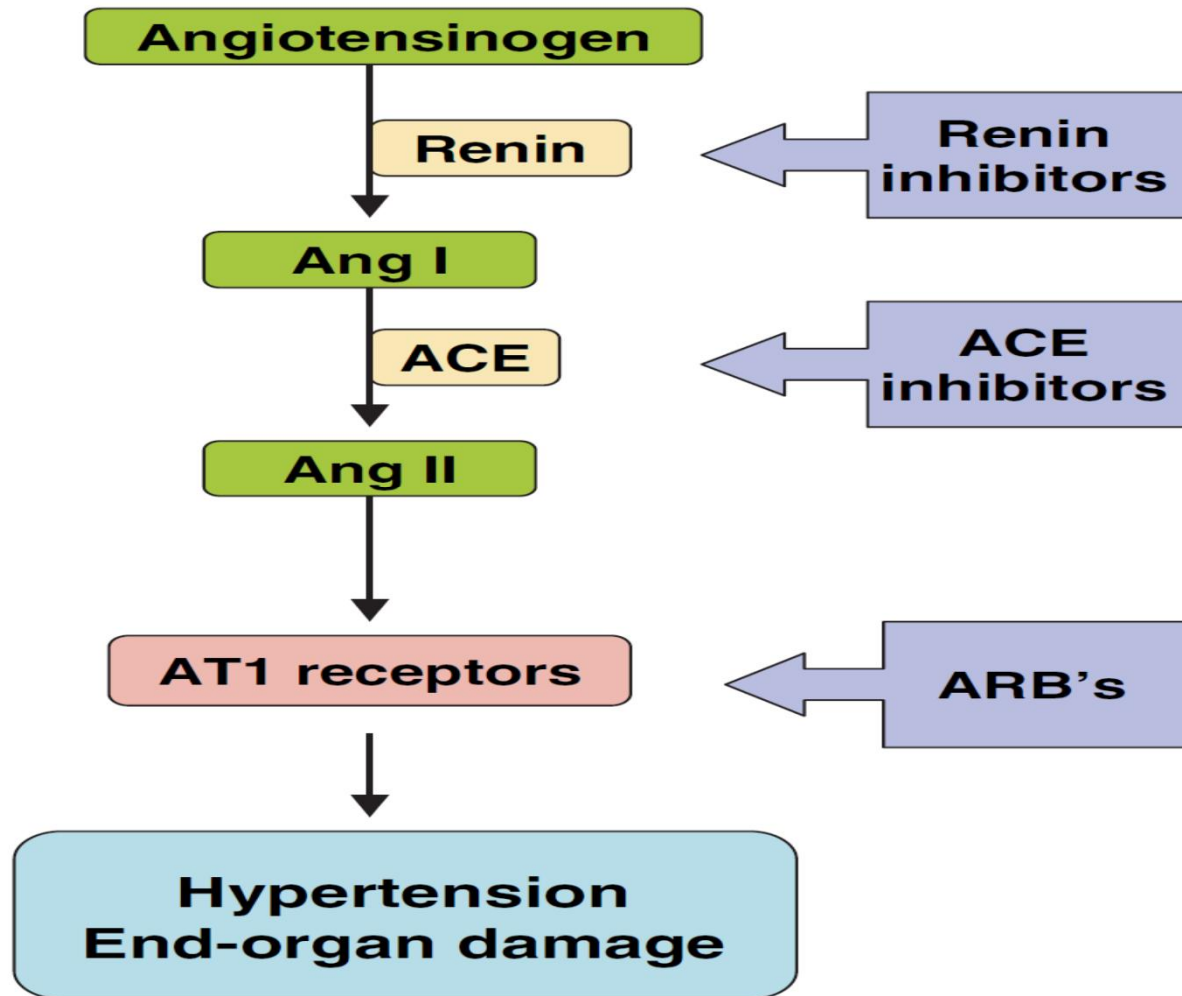 Angiotensinogen
Renin
Renin
inhibitors
Ang I
ACE
ACE
inhibitors
Ang II
AT1 receptors
ARB’s
Hypertension
End-organ damage